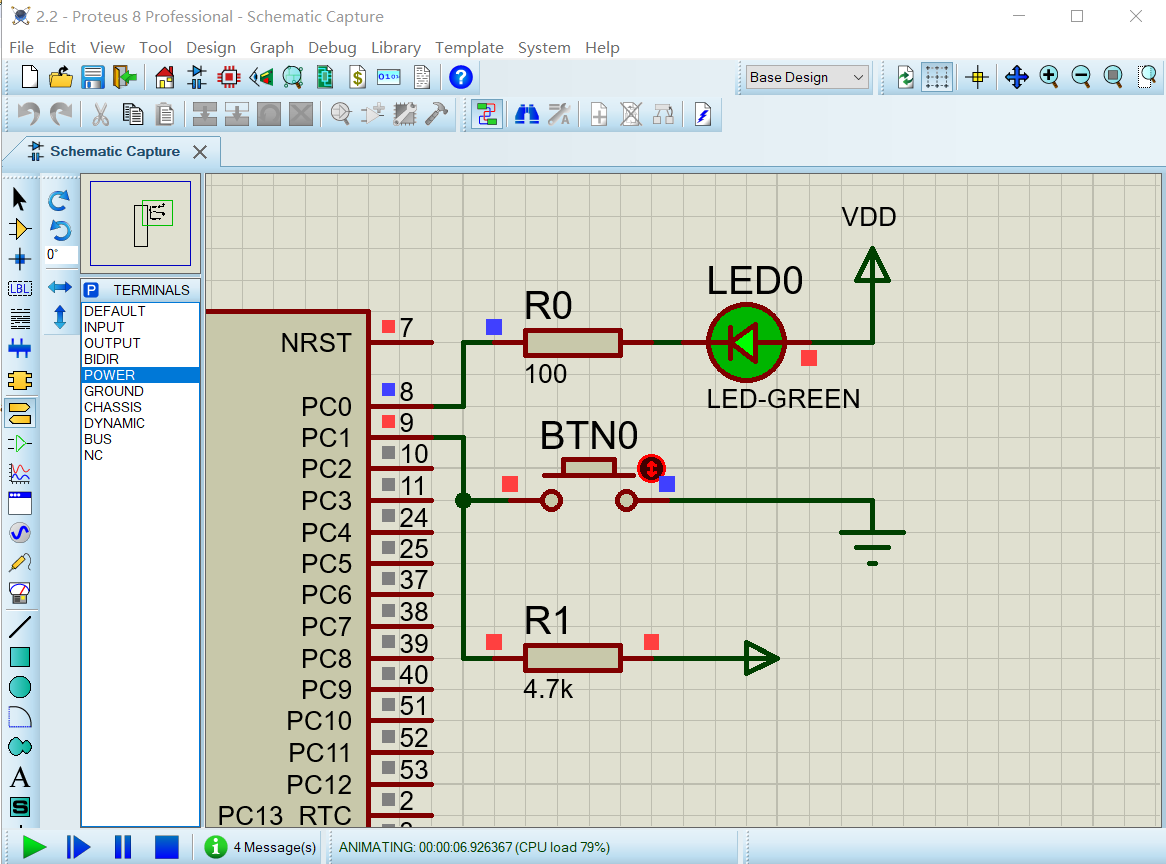 2.2 - Proteus 8 Professional - Schematic Capture
File Edit View Tool Design Graph Debug Library Template System Help
$ 0101 ?
Base Design
Schematic Capture
0°
LBL
A
S
P TERMINALS
DEFAULT
INPUT
OUTPUT
BIDIR
POWER
GROUND
CHASSIS
DYNAMIC
BUS
NC
VDD
LED0
R0
NRST 7
100
LED-GREEN
PC0 8
PC1 9
BTN0
PC2 10
PC3 11
PC4 24
PC5 25
PC6 37
PC7 38
R1
PC8 39
PC9 40
4.7k
PC10 51
PC11 52
PC12 53
PC13_RTC 2
4 Message(s)
ANIMATING: 00:00:06.926367 (CPU load 79%)